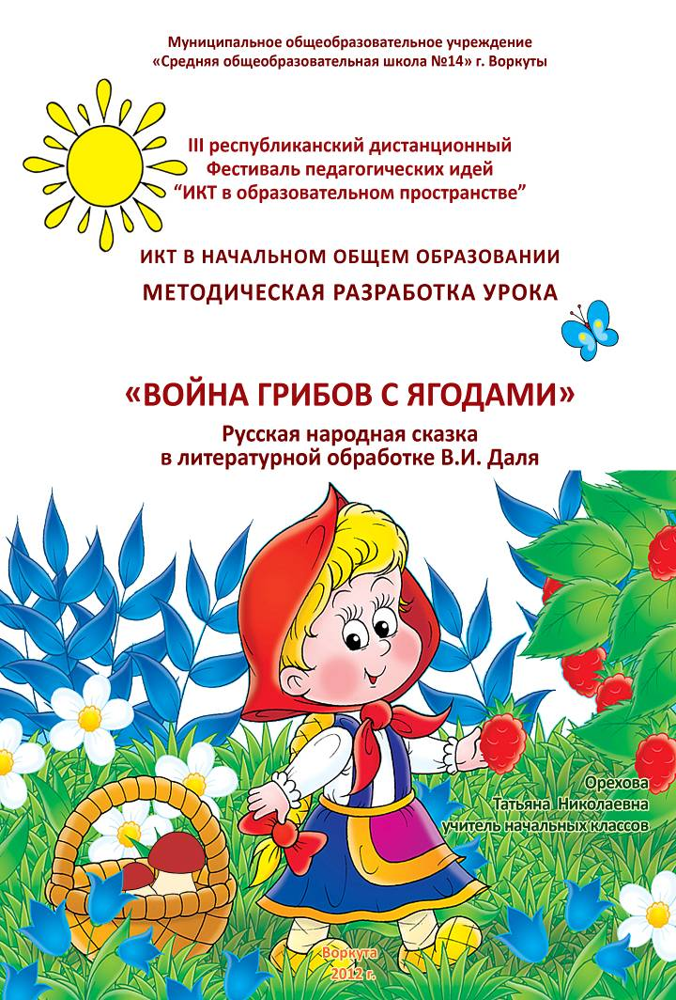 Муниципальное общеобразовательное учреждение
«Средняя общеобразовательная школа №14» г. Воркуты
III республиканский дистанционный
Фестиваль педагогических идей
“ИКТ в образовательном пространстве”
ИКТ В НАЧАЛЬНОМ ОБЩЕМ ОБРАЗОВАНИИ
МЕТОДИЧЕСКАЯ РАЗРАБОТКА УРОКА
«ВОЙНА ГРИБОВ С ЯГОДАМИ»
Русская народная сказка
в литературной обработке В.И. Даля
Орехова
Татьяна Николаевна
учитель начальных классов
Воркута
2012 г.